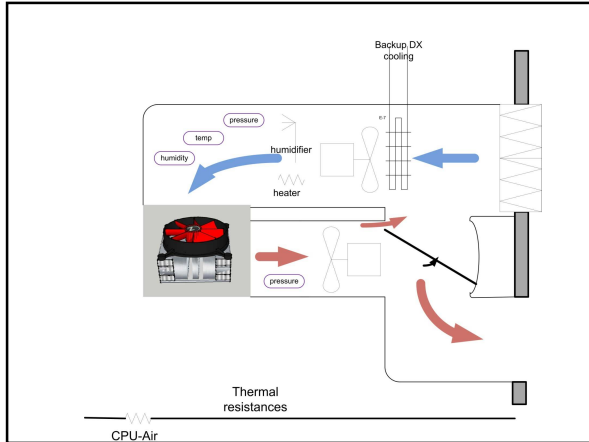 Backup DX
cooling
pressure
temp
humidity
humidifier
heater
pressure
Thermal
resistances
CPU-Air